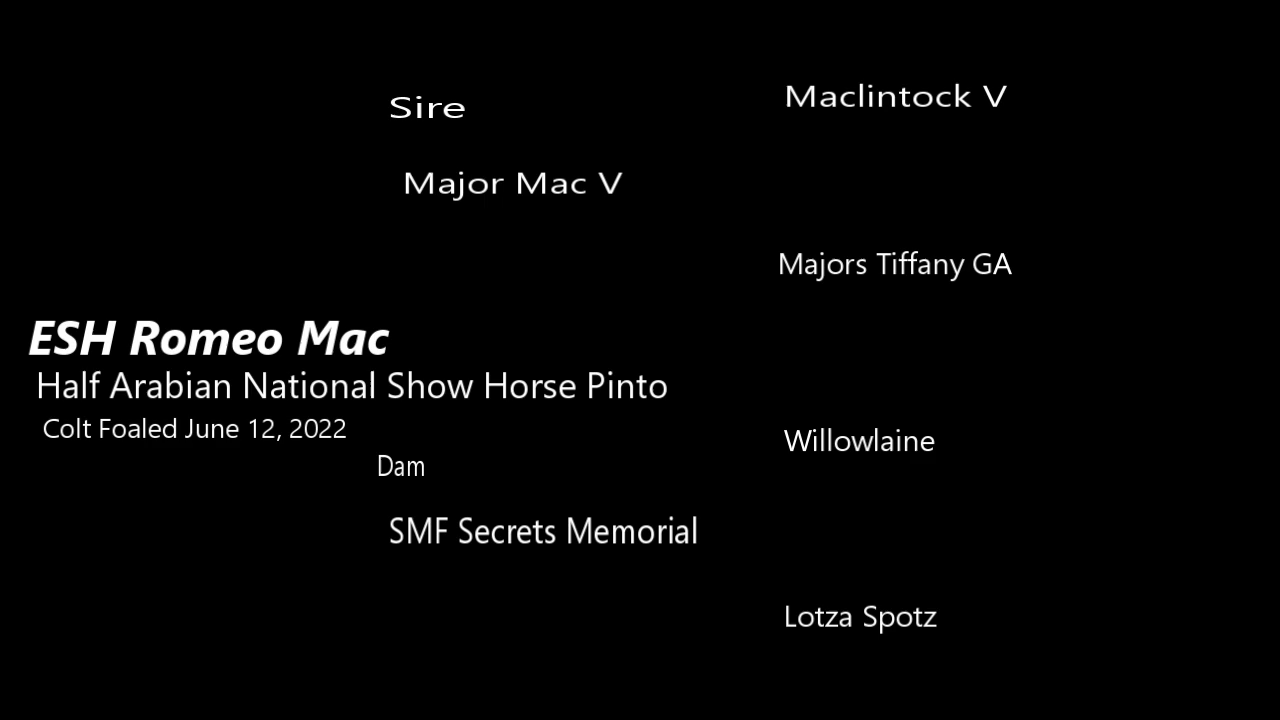 Maclintock V
Sire
Major Mac V
Majors Tiffany GA
ESH Romeo Mac
Half Arabian National Show Horse Pinto
Colt Foaled June 12, 2022
Willowlaine
Dam
SMF Secrets Memorial
Lotza Spotz